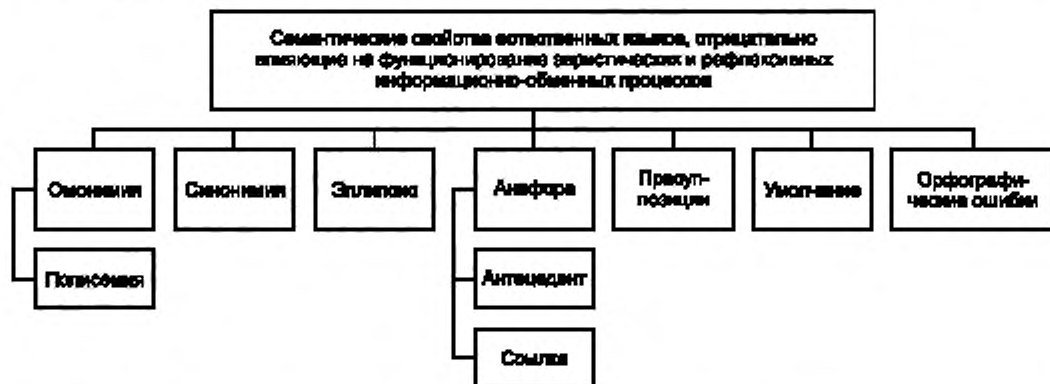 Семантические свойства естественных языков, отрицательно
влияющие на функционирование эвристических и рефлексивных
информационно-обменных процессов
Омонимия
Синонимия
Эллипсис
Анафора
Пресуп-
позиции
Умолчание
Орфографи-
ческие ошибки
Полисемия
Антецедент
Ссылка